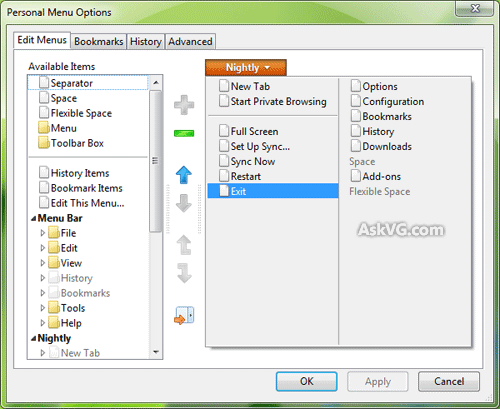 Personal Menu Options
Edit Menus
Bookmarks
History
Advanced
Available Items
Separator
Space
Flexible Space
Menu
Toolbar Box
History Items
Bookmark Items
Edit This Menu...
Menu Bar
File
Edit
View
History
Bookmarks
Tools
Help
Nightly
New Tab
Nightly
New Tab
Start Private Browsing
Full Screen
Set Up Sync...
Sync Now
Restart
Exit
Options
Configuration
Bookmarks
History
Downloads
Space
Add-ons
Flexible Space
AskVG.com
OK
Apply
Cancel